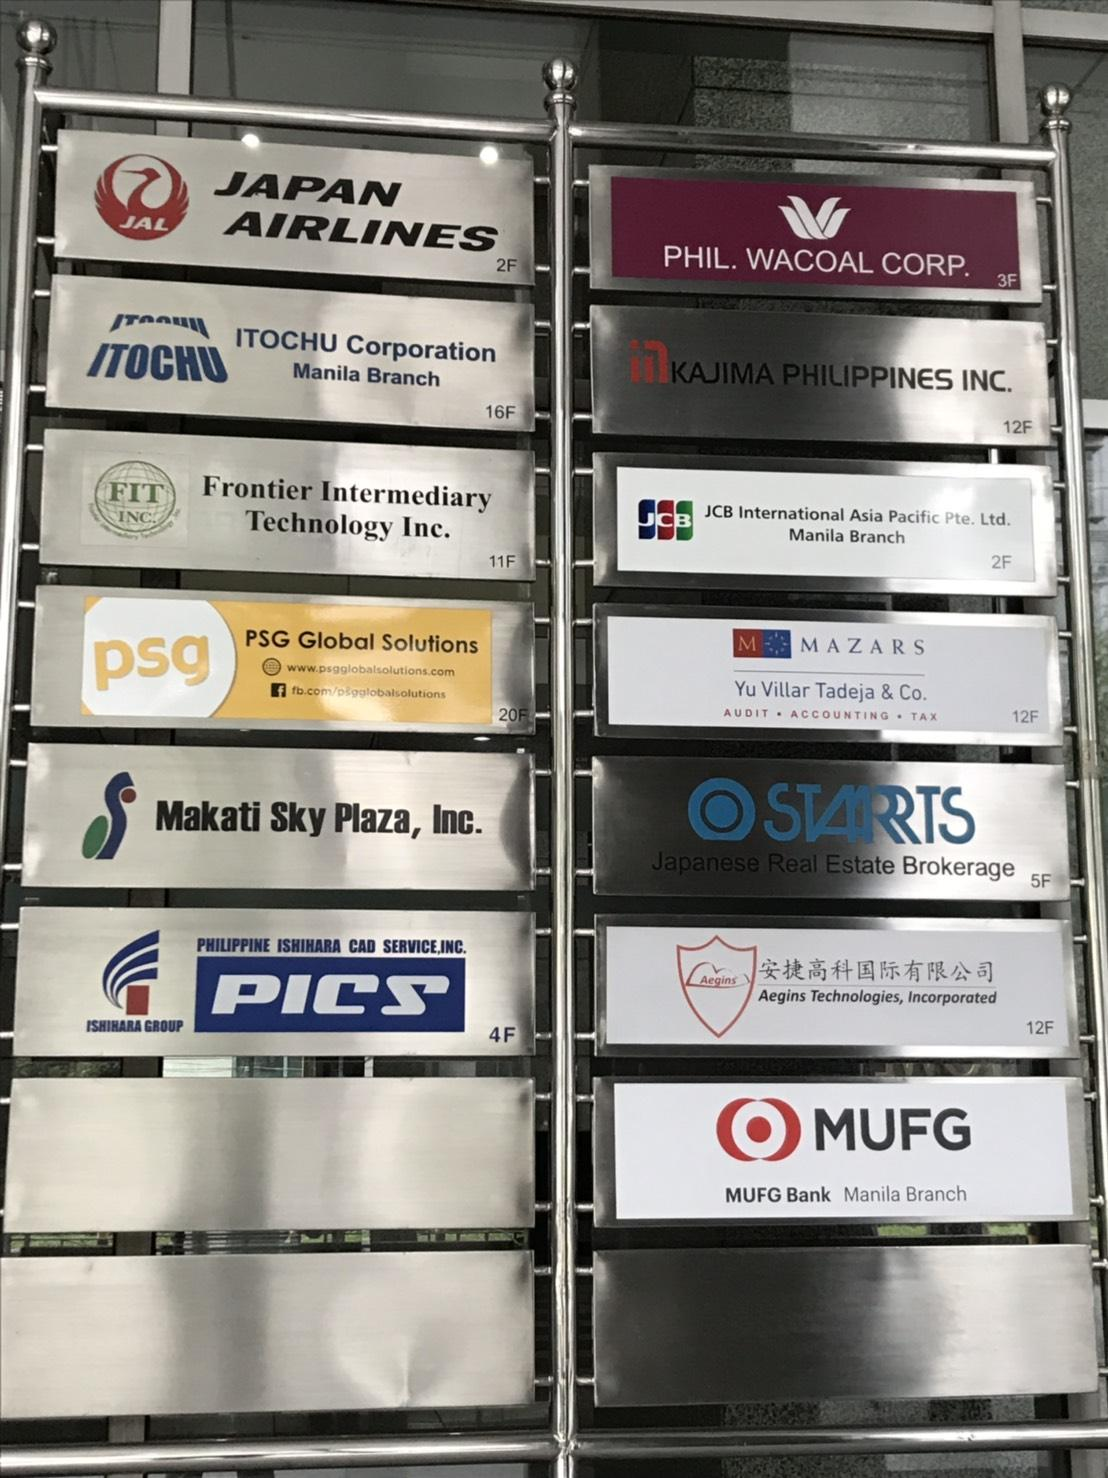 JAL
JAPAN
AIRLINES
2F
ITOCHU
ITOCHU Corporation
Manila Branch
16F
FIT
INC.
Frontier Intermediary
Technology Inc.
11F
psg
PSG Global Solutions
www.psgglobalsolutions.com
fb.com/psgglobalsolutions
20F
Makati Sky Plaza, Inc.
ISHIHARA GROUP
PHILIPPINE ISHIHARA CAD SERVICE,INC.
PICS
4F
PHIL. WACOAL CORP.
3F
KAJIMA PHILIPPINES INC.
12F
JCB
JCB International Asia Pacific Pte. Ltd.
Manila Branch
2F
M MAZARS
Yu Villar Tadeja & Co.
AUDIT • ACCOUNTING • TAX
12F
STARTS
Japanese Real Estate Brokerage
5F
Aegins
安捷高科国际有限公司
Aegins Technologies, Incorporated
12F
MUFG
MUFG Bank Manila Branch